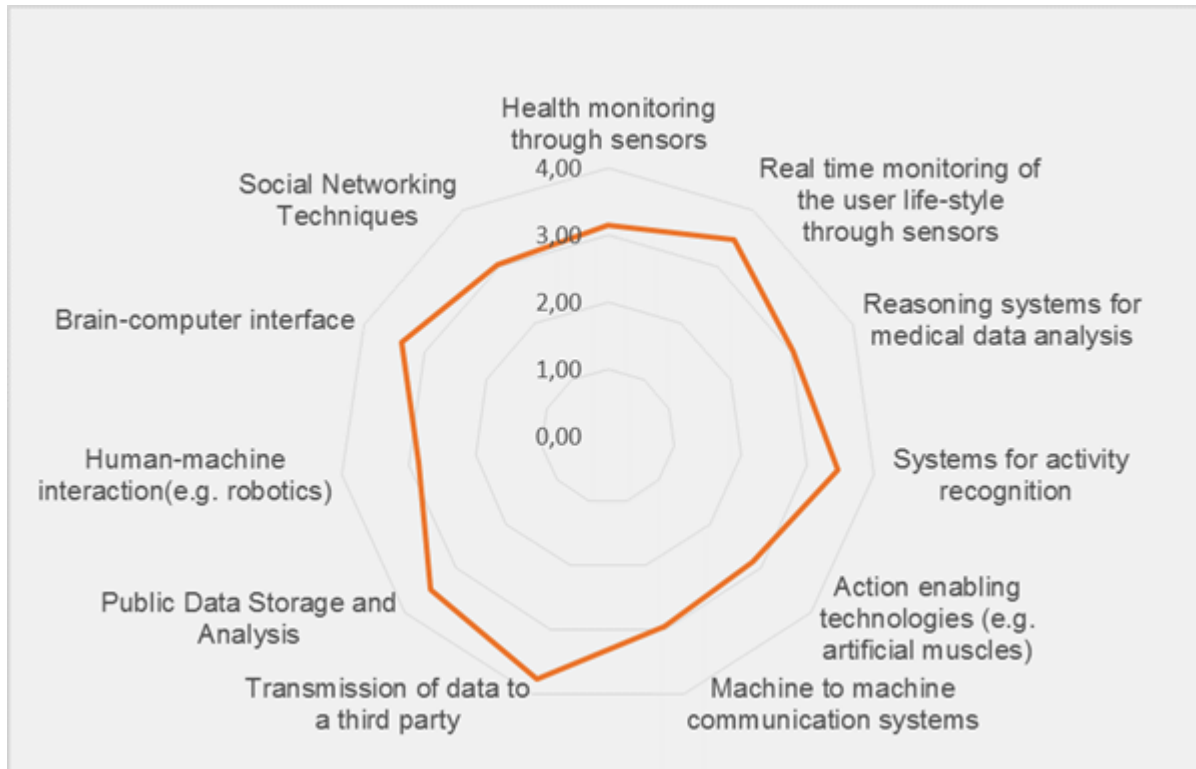 Health monitoring
through sensors
4,00
3,00
2,00
1,00
0,00
Real time monitoring of
the user life-style
through sensors
Reasoning systems for
medical data analysis
Systems for activity
recognition
Action enabling
technologies (e.g.
artificial muscles)
Machine to machine
communication systems
Transmission of data to
a third party
Public Data Storage and
Analysis
Human-machine
interaction(e.g. robotics)
Brain-computer interface
Social Networking
Techniques